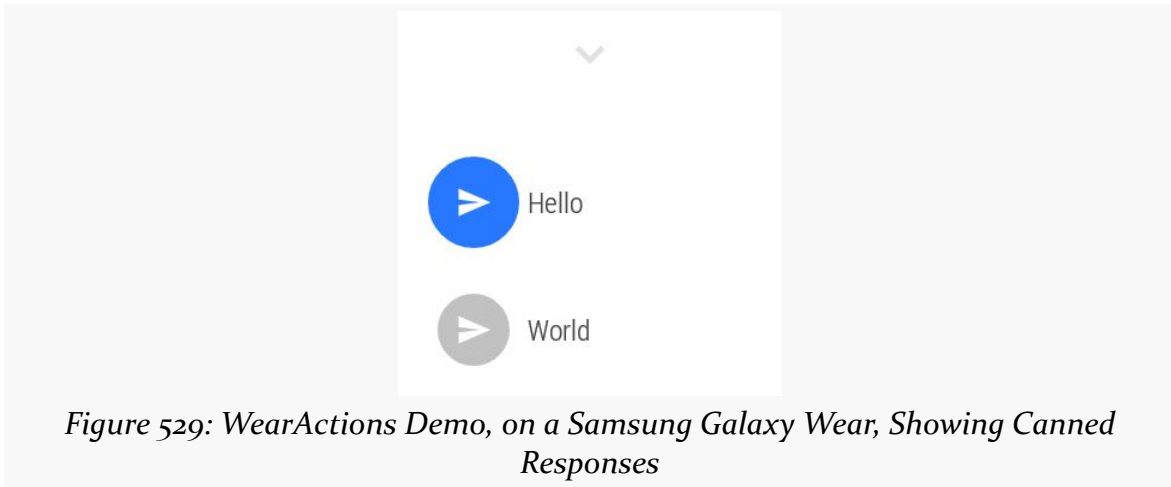 Hello
World
Figure 529: WearActions Demo, on a Samsung Galaxy Wear, Showing Canned
Responses